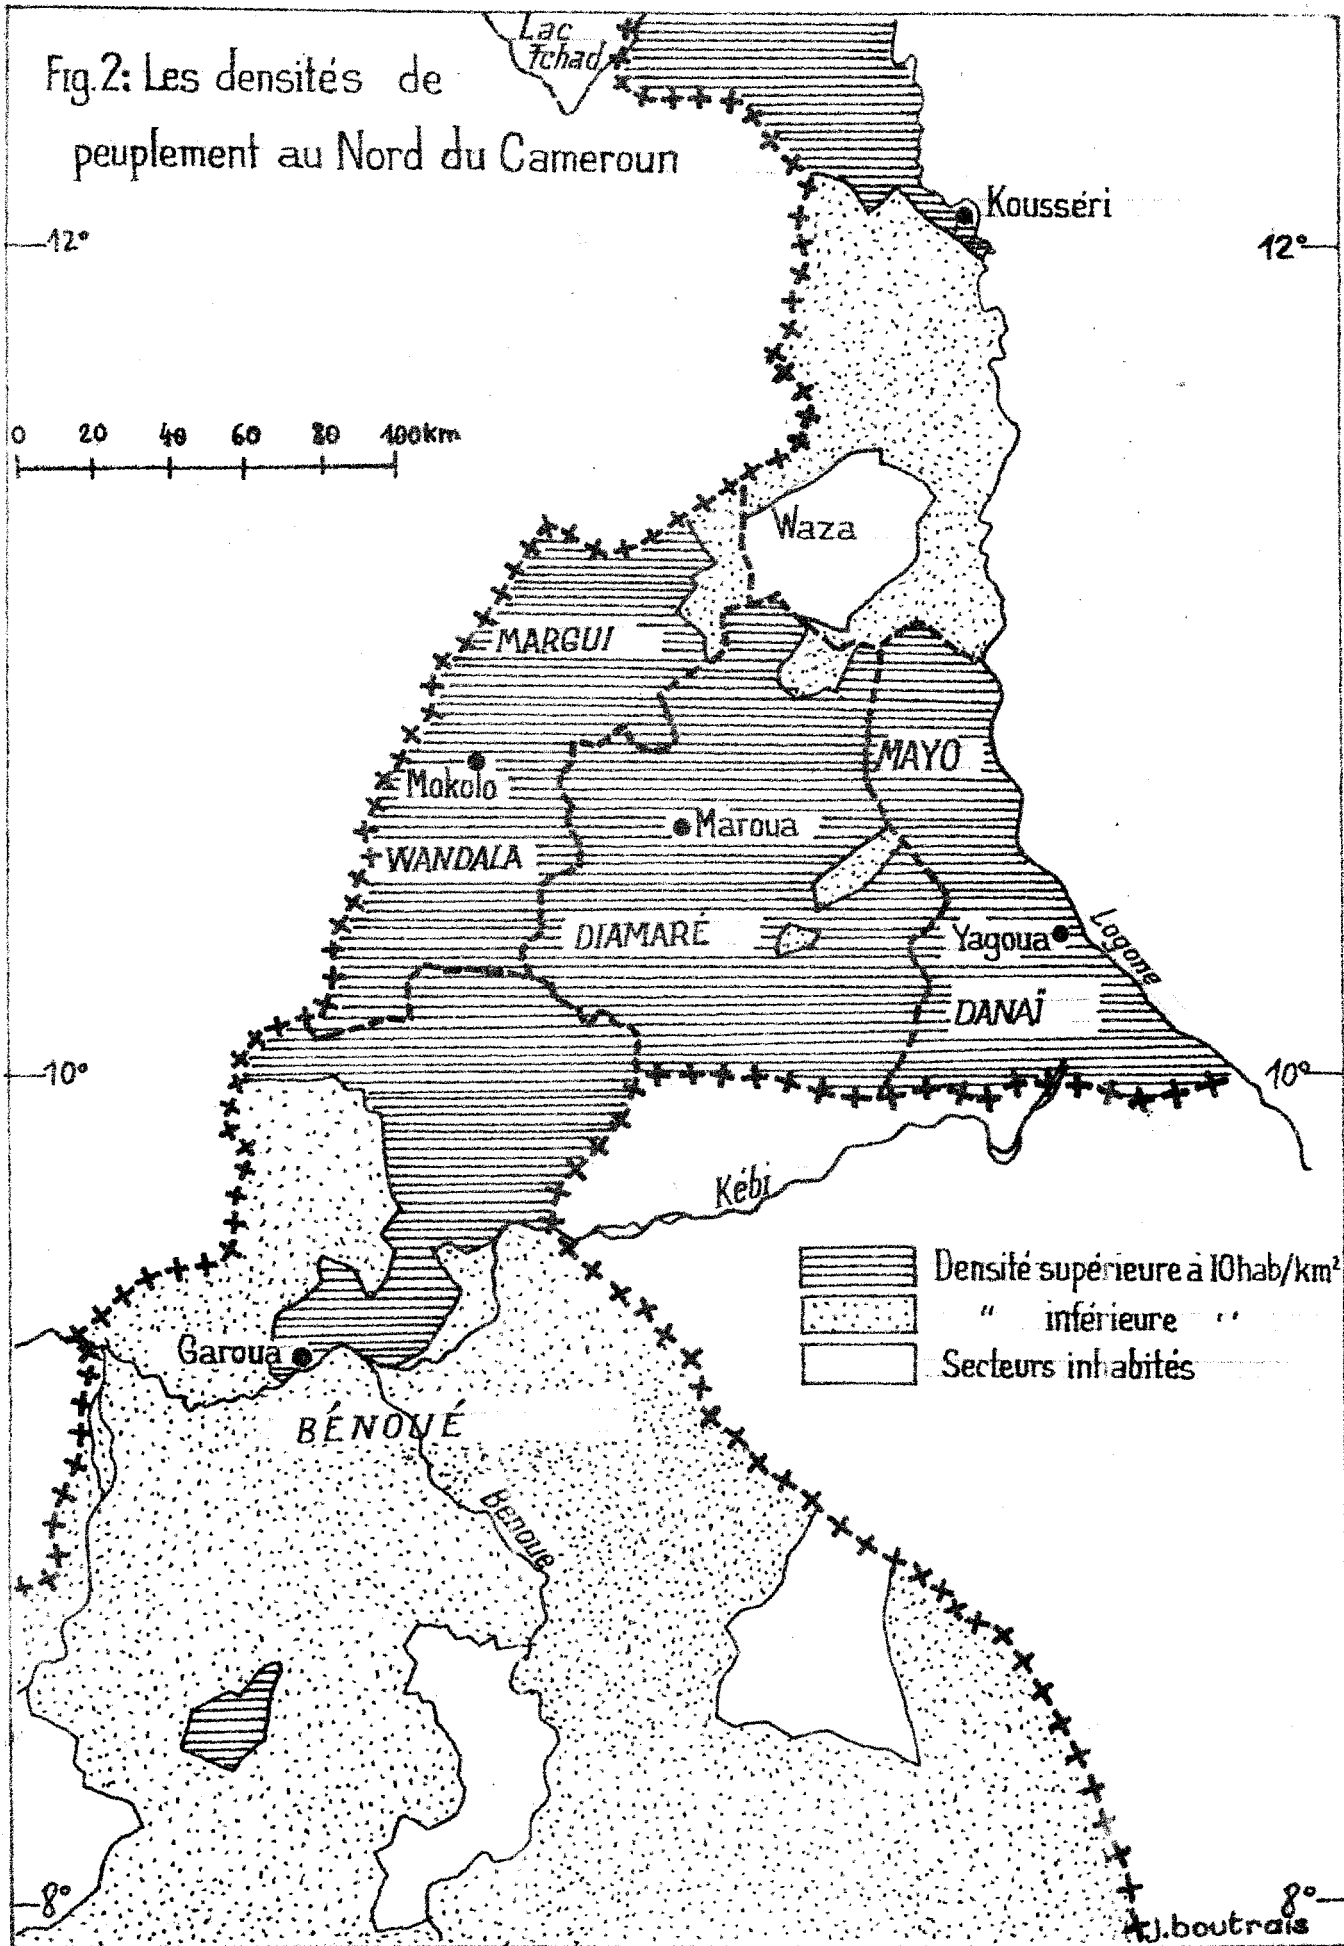 Lac
Tchad
Fig.2: Les densités de
peuplement au Nord du Cameroun
Kousséri
12°
12°
0 20 40 60 80 100km
Waza
MARGUI
MAYO
Mokolo
Maroua
WANDALA
DIAMARÉ
Yagoua
Logone
DANAÏ
10°
10°
Kébi
Densité supérieure à 10hab/km²
" inférieure "
Secteurs inhabités
Garoua
BÉNOUÉ
Bénoué
8°
8°
J.boutrais